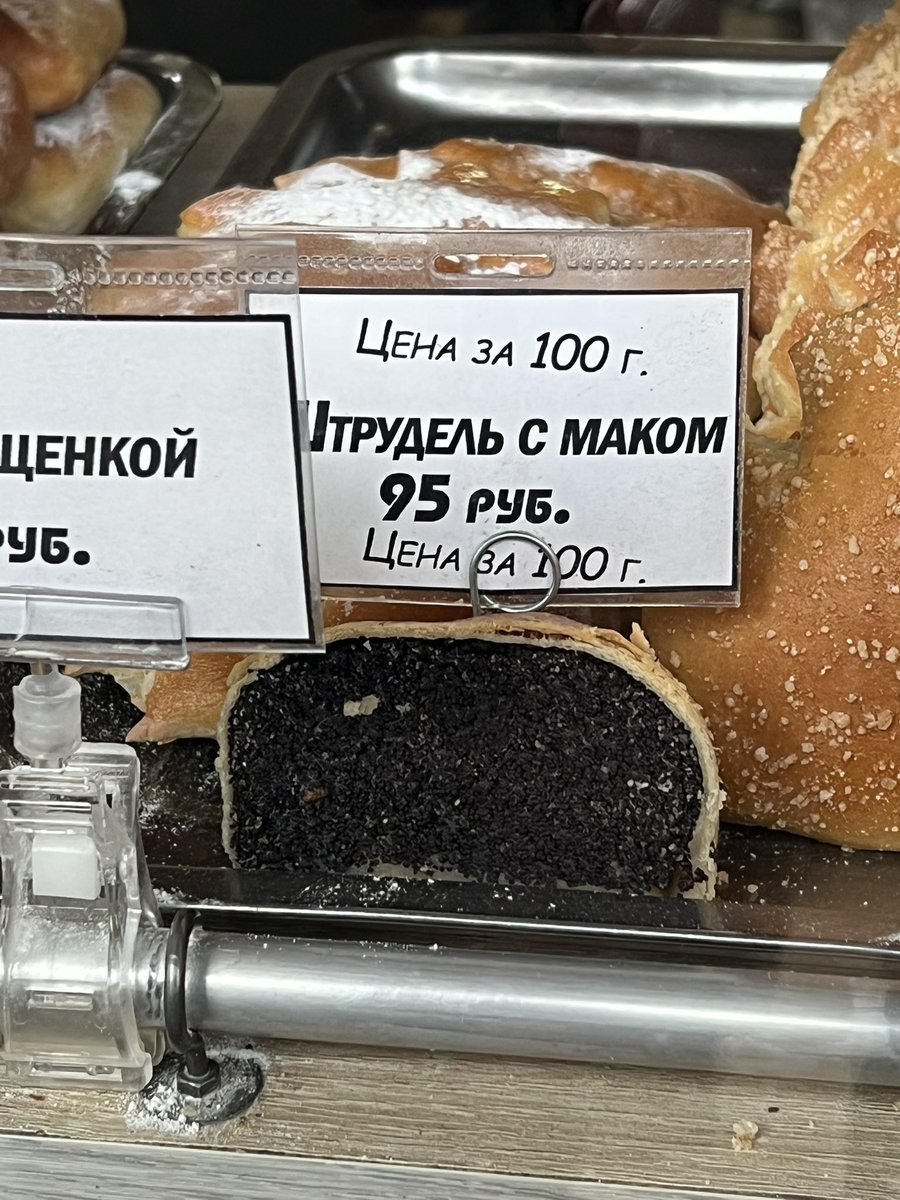 ЩЕНКОЙ
РУБ.
ЦЕНА ЗА 100 Г.
ШТРУДЕЛЬ С МАКОМ
95 РУБ.
ЦЕНА ЗА 100 Г.